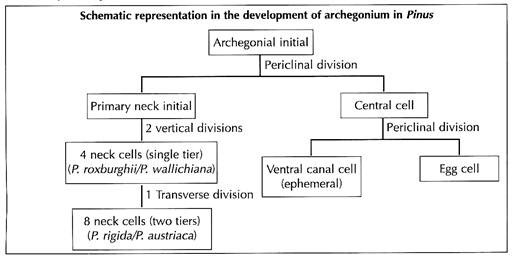 Schematic representation in the development of archegonium in Pinus
Archegonial initial
Periclinal division
Primary neck initial
Central cell
2 vertical divisions
Periclinal division
4 neck cells (single tier)
(P. roxburghii/P. wallichiana)
Ventral canal cell
(ephemeral)
Egg cell
1 Transverse division
8 neck cells (two tiers)
(P. rigida/P. austriaca)